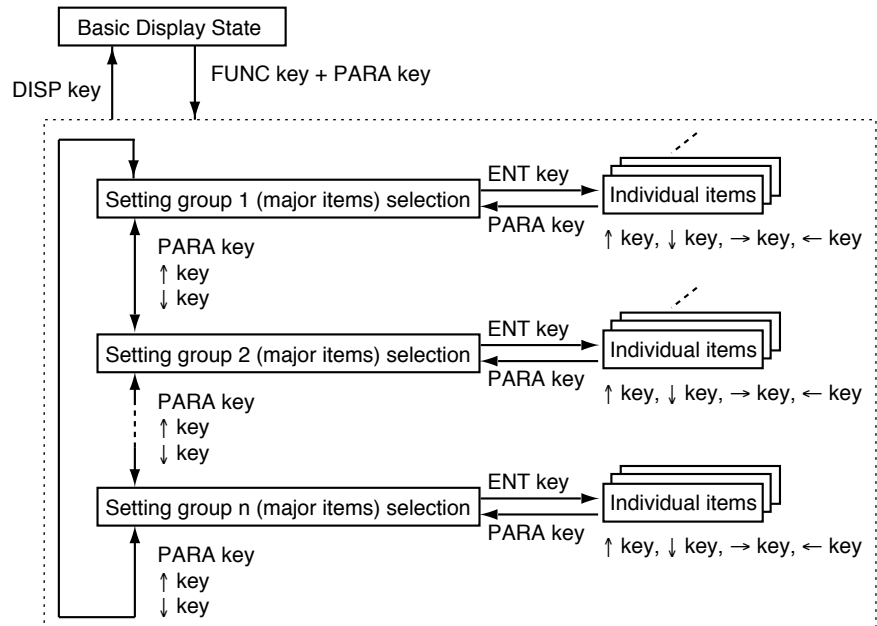 Basic Display State
DISP key
FUNC key + PARA key
Setting group 1 (major items) selection
ENT key
PARA key
Individual items
↑ key, ↓ key, → key, ← key
PARA key
↑ key
↓ key
Setting group 2 (major items) selection
ENT key
PARA key
Individual items
↑ key, ↓ key, → key, ← key
PARA key
↑ key
↓ key
Setting group n (major items) selection
ENT key
PARA key
Individual items
↑ key, ↓ key, → key, ← key
PARA key
↑ key
↓ key